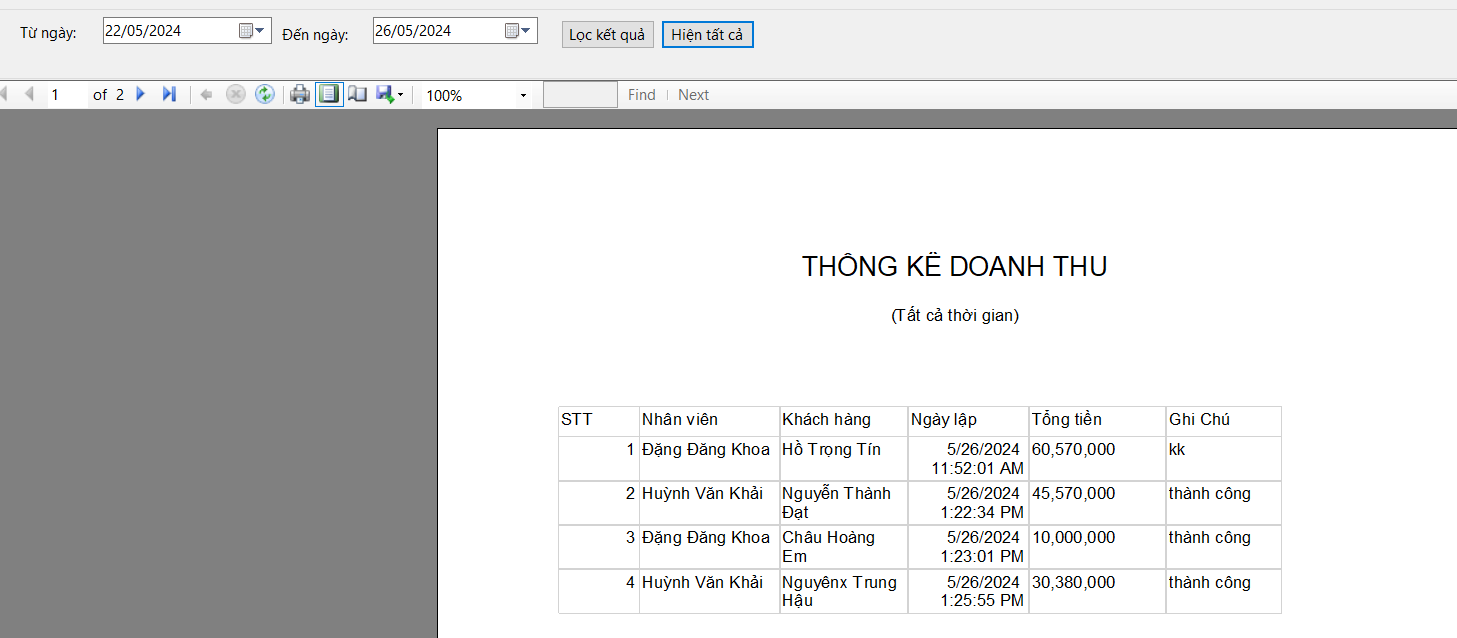 Từ ngày: 22/05/2024 Đến ngày: 26/05/2024 Lọc kết quả Hiện tất cả
1 of 2 100% Find Next
THỐNG KÊ DOANH THU
(Tất cả thời gian)
STT Nhân viên Khách hàng Ngày lập Tổng tiền Ghi Chú
1 Đặng Đăng Khoa Hồ Trọng Tín 5/26/2024 60,570,000 kk
11:52:01 AM
2 Huỳnh Văn Khải Nguyễn Thành 5/26/2024 45,570,000 thành công
Đạt 1:22:34 PM
3 Đặng Đăng Khoa Châu Hoàng 5/26/2024 10,000,000 thành công
Em 1:23:01 PM
4 Huỳnh Văn Khải Nguyênx Trung 5/26/2024 30,380,000 thành công
Hậu 1:25:55 PM